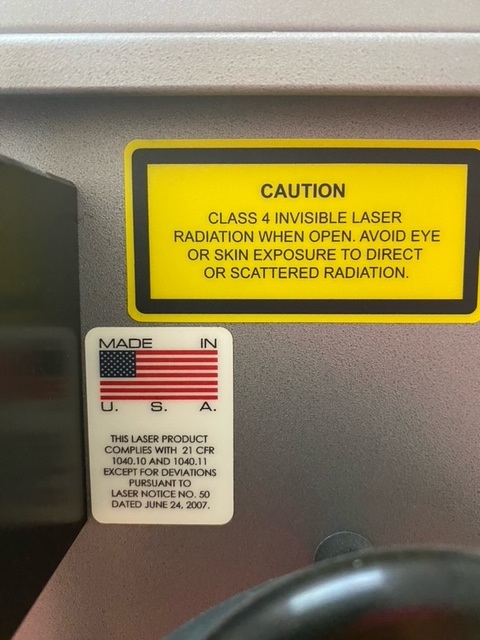 CAUTION
CLASS 4 INVISIBLE LASER
RADIATION WHEN OPEN. AVOID EYE
OR SKIN EXPOSURE TO DIRECT
OR SCATTERED RADIATION.
MADE IN
U. S. A.
THIS LASER PRODUCT
COMPLIES WITH 21 CFR
1040.10 AND 1040.11
EXCEPT FOR DEVIATIONS
PURSUANT TO
LASER NOTICE NO. 50
DATED JUNE 24, 2007.